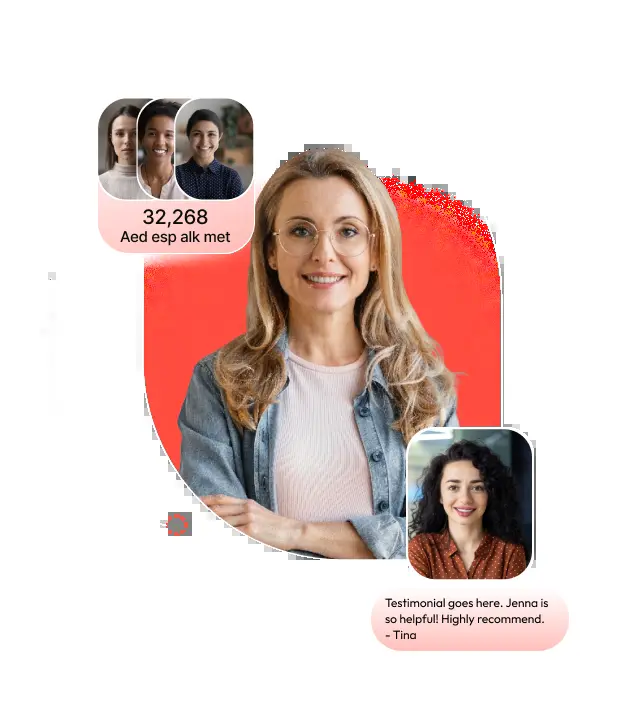 32,268
Aed esp alk met
Testimonial goes here. Jenna is
so helpful! Highly recommend.
- Tina